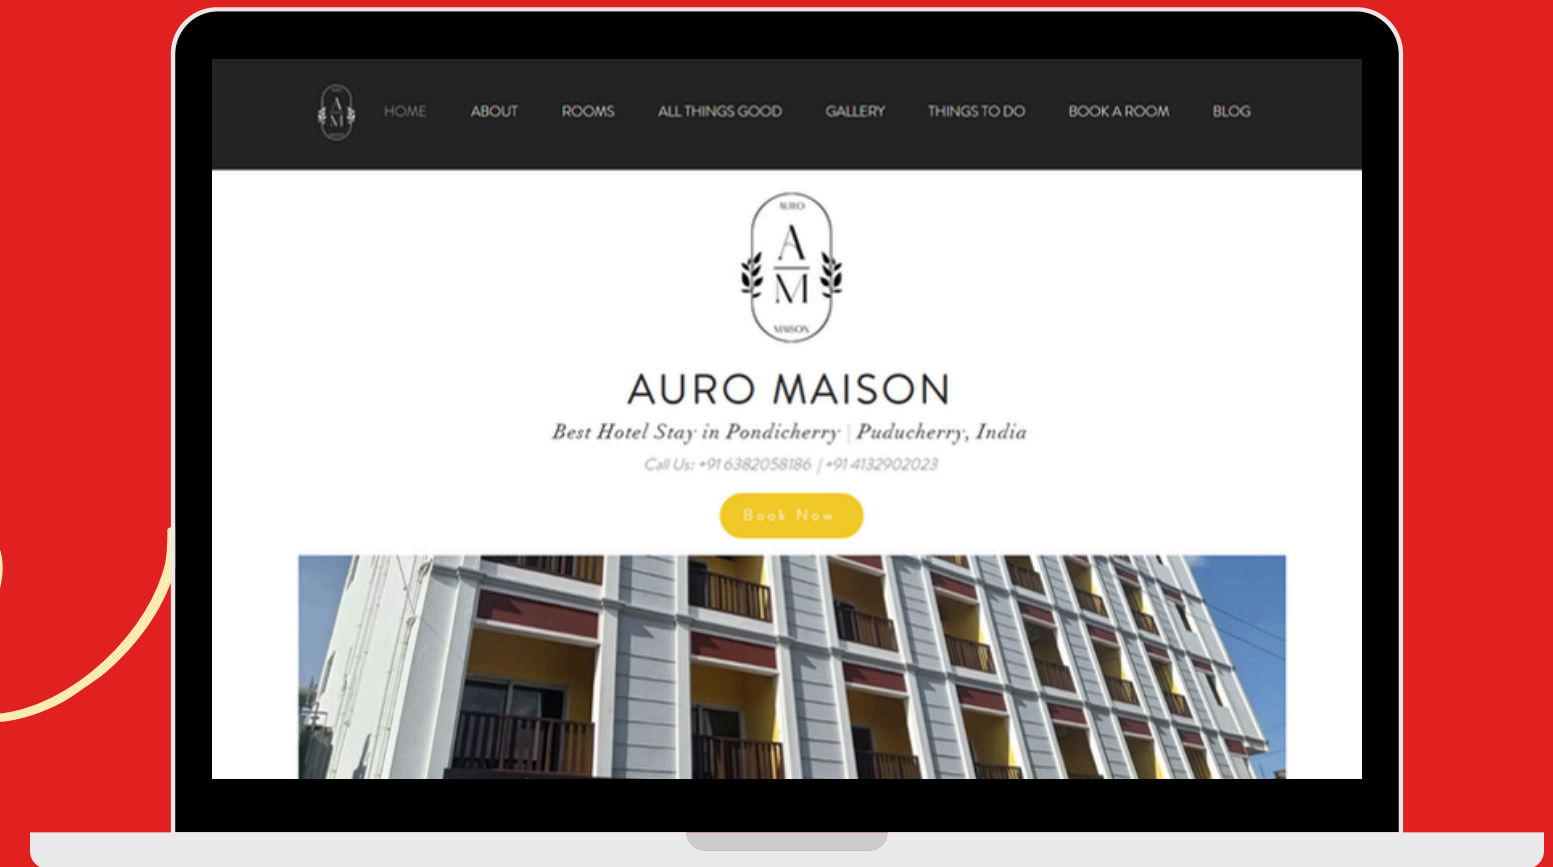 A
M
HOME ABOUT ROOMS ALL THINGS GOOD GALLERY THINGS TO DO BOOK A ROOM BLOG
AURO
A
M
MAISON
AURO MAISON
Best Hotel Stay in Pondicherry | Puducherry, India
Call Us: +91 6382058186 | +91 4132902023
Book Now